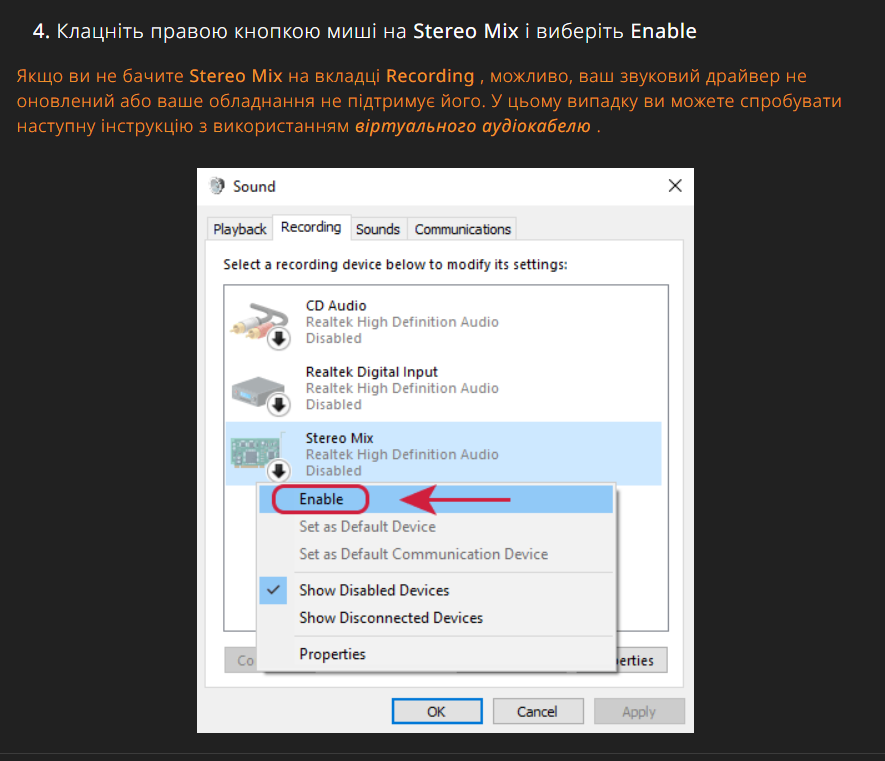 4. Клацніть правою кнопкою миші на Stereo Mix і виберіть Enable
Якщо ви не бачите Stereo Mix на вкладці Recording , можливо, ваш звуковий драйвер не
оновлений або ваше обладнання не підтримує його. У цьому випадку ви можете спробувати
наступну інструкцію з використанням віртуального аудіокабелю .
Sound
Playback Recording Sounds Communications
Select a recording device below to modify its settings:
CD Audio
Realtek High Definition Audio
Disabled
Realtek Digital Input
Realtek High Definition Audio
Disabled
Stereo Mix
Realtek High Definition Audio
Disabled
Enable
Set as Default Device
Set as Default Communication Device
Show Disabled Devices
Show Disconnected Devices
Properties
Co erties
OK Cancel Apply